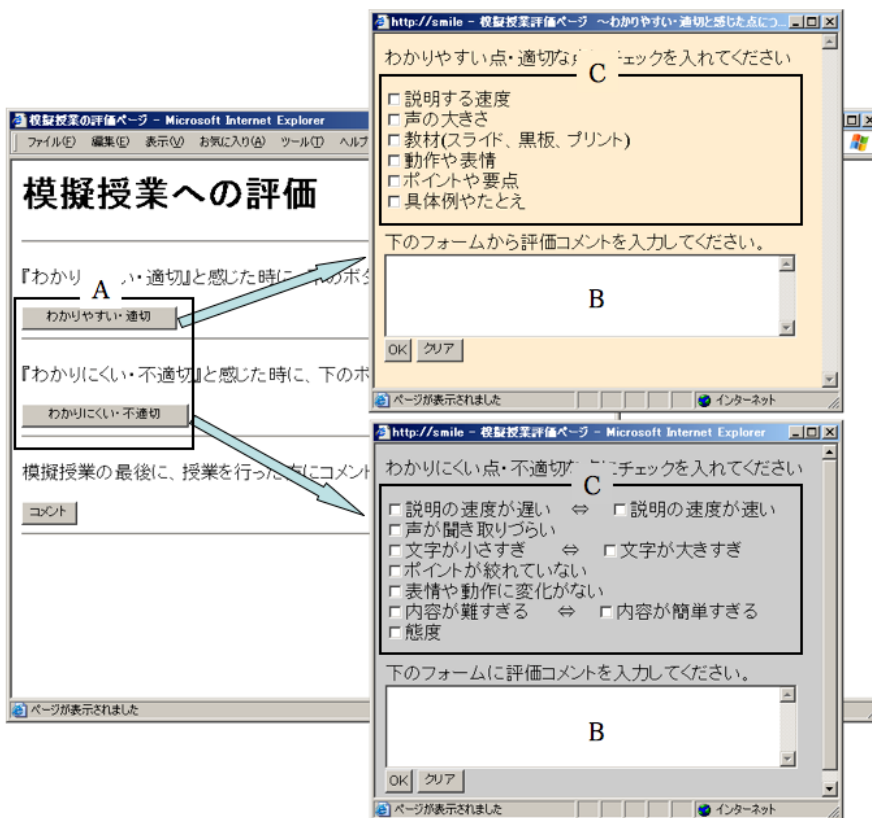 模擬授業の評価ページ - Microsoft Internet Explorer
ファイル(F) 編集(E) 表示(V) お気に入り(A) ツール(T) ヘルプ
模擬授業への評価
『わかり い・適切』と感じた時に、下のボタ
A
わかりやすい・適切
『わかりにくい・不適切』と感じた時に、下のボ
わかりにくい・不適切
模擬授業の最後に、授業を行った にコメント
コメント
ページが表示されました
http://smile - 模擬授業評価ページ ～わかりやすい・適切と感じた点につ...
わかりやすい点・適切な チェックを入れてください
C
説明する速度
声の大きさ
教材(スライド、黒板、プリント)
動作や表情
ポイントや要点
具体例やたとえ
下のフォームから評価コメントを入力してください。
B
OK クリア
ページが表示されました インターネット
http://smile - 模擬授業評価ページ - Microsoft Internet Explorer
わかりにくい点・不適切な にチェックを入れてください
C
説明の速度が遅い ⇔ 説明の速度が速い
声が聞き取りづらい
文字が小さすぎ ⇔ 文字が大きすぎ
ポイントが絞れていない
表情や動作に変化がない
内容が難すぎる ⇔ 内容が簡単すぎる
態度
下のフォームに評価コメントを入力してください。
B
OK クリア
ページが表示されました インターネット